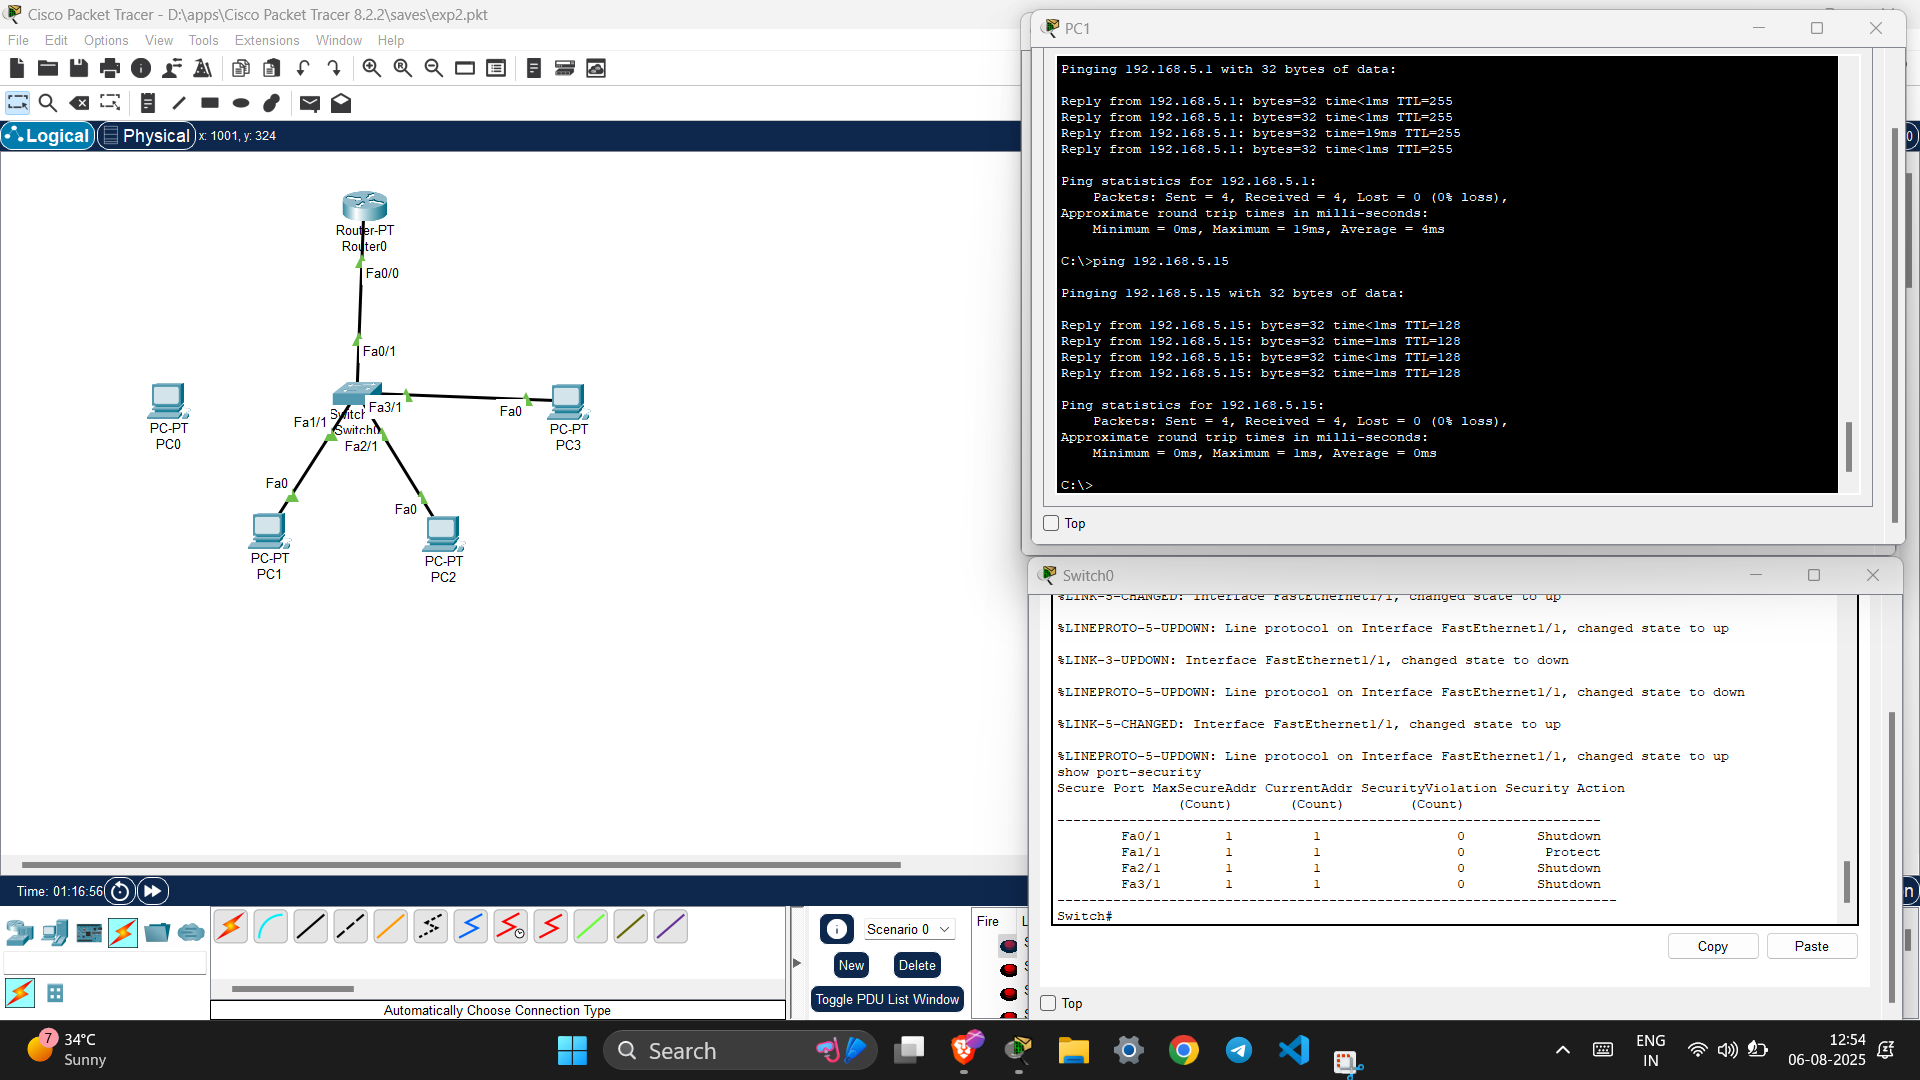 Cisco Packet Tracer - D:\apps\Cisco Packet Tracer 8.2.2\saves\exp2.pkt
File Edit Options View Tools Extensions Window Help
Logical
Physical
x: 1001, y: 324
Router-PT
Router0
Fa0/0
Fa0/1
Fa3/1
Fa0
Fa1/1
Switch0
Fa2/1
PC-PT
PC0
PC-PT
PC3
Fa0
Fa0
PC-PT
PC1
PC-PT
PC2
Time: 01:16:56
Scenario 0
New
Delete
Toggle PDU List Window
Fire
Automatically Choose Connection Type
PC1
Pinging 192.168.5.1 with 32 bytes of data:
Reply from 192.168.5.1: bytes=32 time<1ms TTL=255
Reply from 192.168.5.1: bytes=32 time<1ms TTL=255
Reply from 192.168.5.1: bytes=32 time=19ms TTL=255
Reply from 192.168.5.1: bytes=32 time<1ms TTL=255
Ping statistics for 192.168.5.1:
Packets: Sent = 4, Received = 4, Lost = 0 (0% loss),
Approximate round trip times in milli-seconds:
Minimum = 0ms, Maximum = 19ms, Average = 4ms
C:\>ping 192.168.5.15
Pinging 192.168.5.15 with 32 bytes of data:
Reply from 192.168.5.15: bytes=32 time<1ms TTL=128
Reply from 192.168.5.15: bytes=32 time=1ms TTL=128
Reply from 192.168.5.15: bytes=32 time<1ms TTL=128
Reply from 192.168.5.15: bytes=32 time=1ms TTL=128
Ping statistics for 192.168.5.15:
Packets: Sent = 4, Received = 4, Lost = 0 (0% loss),
Approximate round trip times in milli-seconds:
Minimum = 0ms, Maximum = 1ms, Average = 0ms
C:\>
Top
Switch0
%LINK-5-CHANGED: Interface FastEthernet1/1, changed state to up
%LINEPROTO-5-UPDOWN: Line protocol on Interface FastEthernet1/1, changed state to up
%LINK-3-UPDOWN: Interface FastEthernet1/1, changed state to down
%LINEPROTO-5-UPDOWN: Line protocol on Interface FastEthernet1/1, changed state to down
%LINK-5-CHANGED: Interface FastEthernet1/1, changed state to up
%LINEPROTO-5-UPDOWN: Line protocol on Interface FastEthernet1/1, changed state to up
show port-security
Secure Port MaxSecureAddr CurrentAddr SecurityViolation Security Action
(Count) (Count) (Count)
--------------------------------------------------------------------
Fa0/1 1 1 0 Shutdown
Fa1/1 1 1 0 Protect
Fa2/1 1 1 0 Shutdown
Fa3/1 1 1 0 Shutdown
----------------------------------------------------------------------
Switch#
Copy
Paste
Top
7
34°C
Sunny
Search
ENG
IN
12:54
06-08-2025